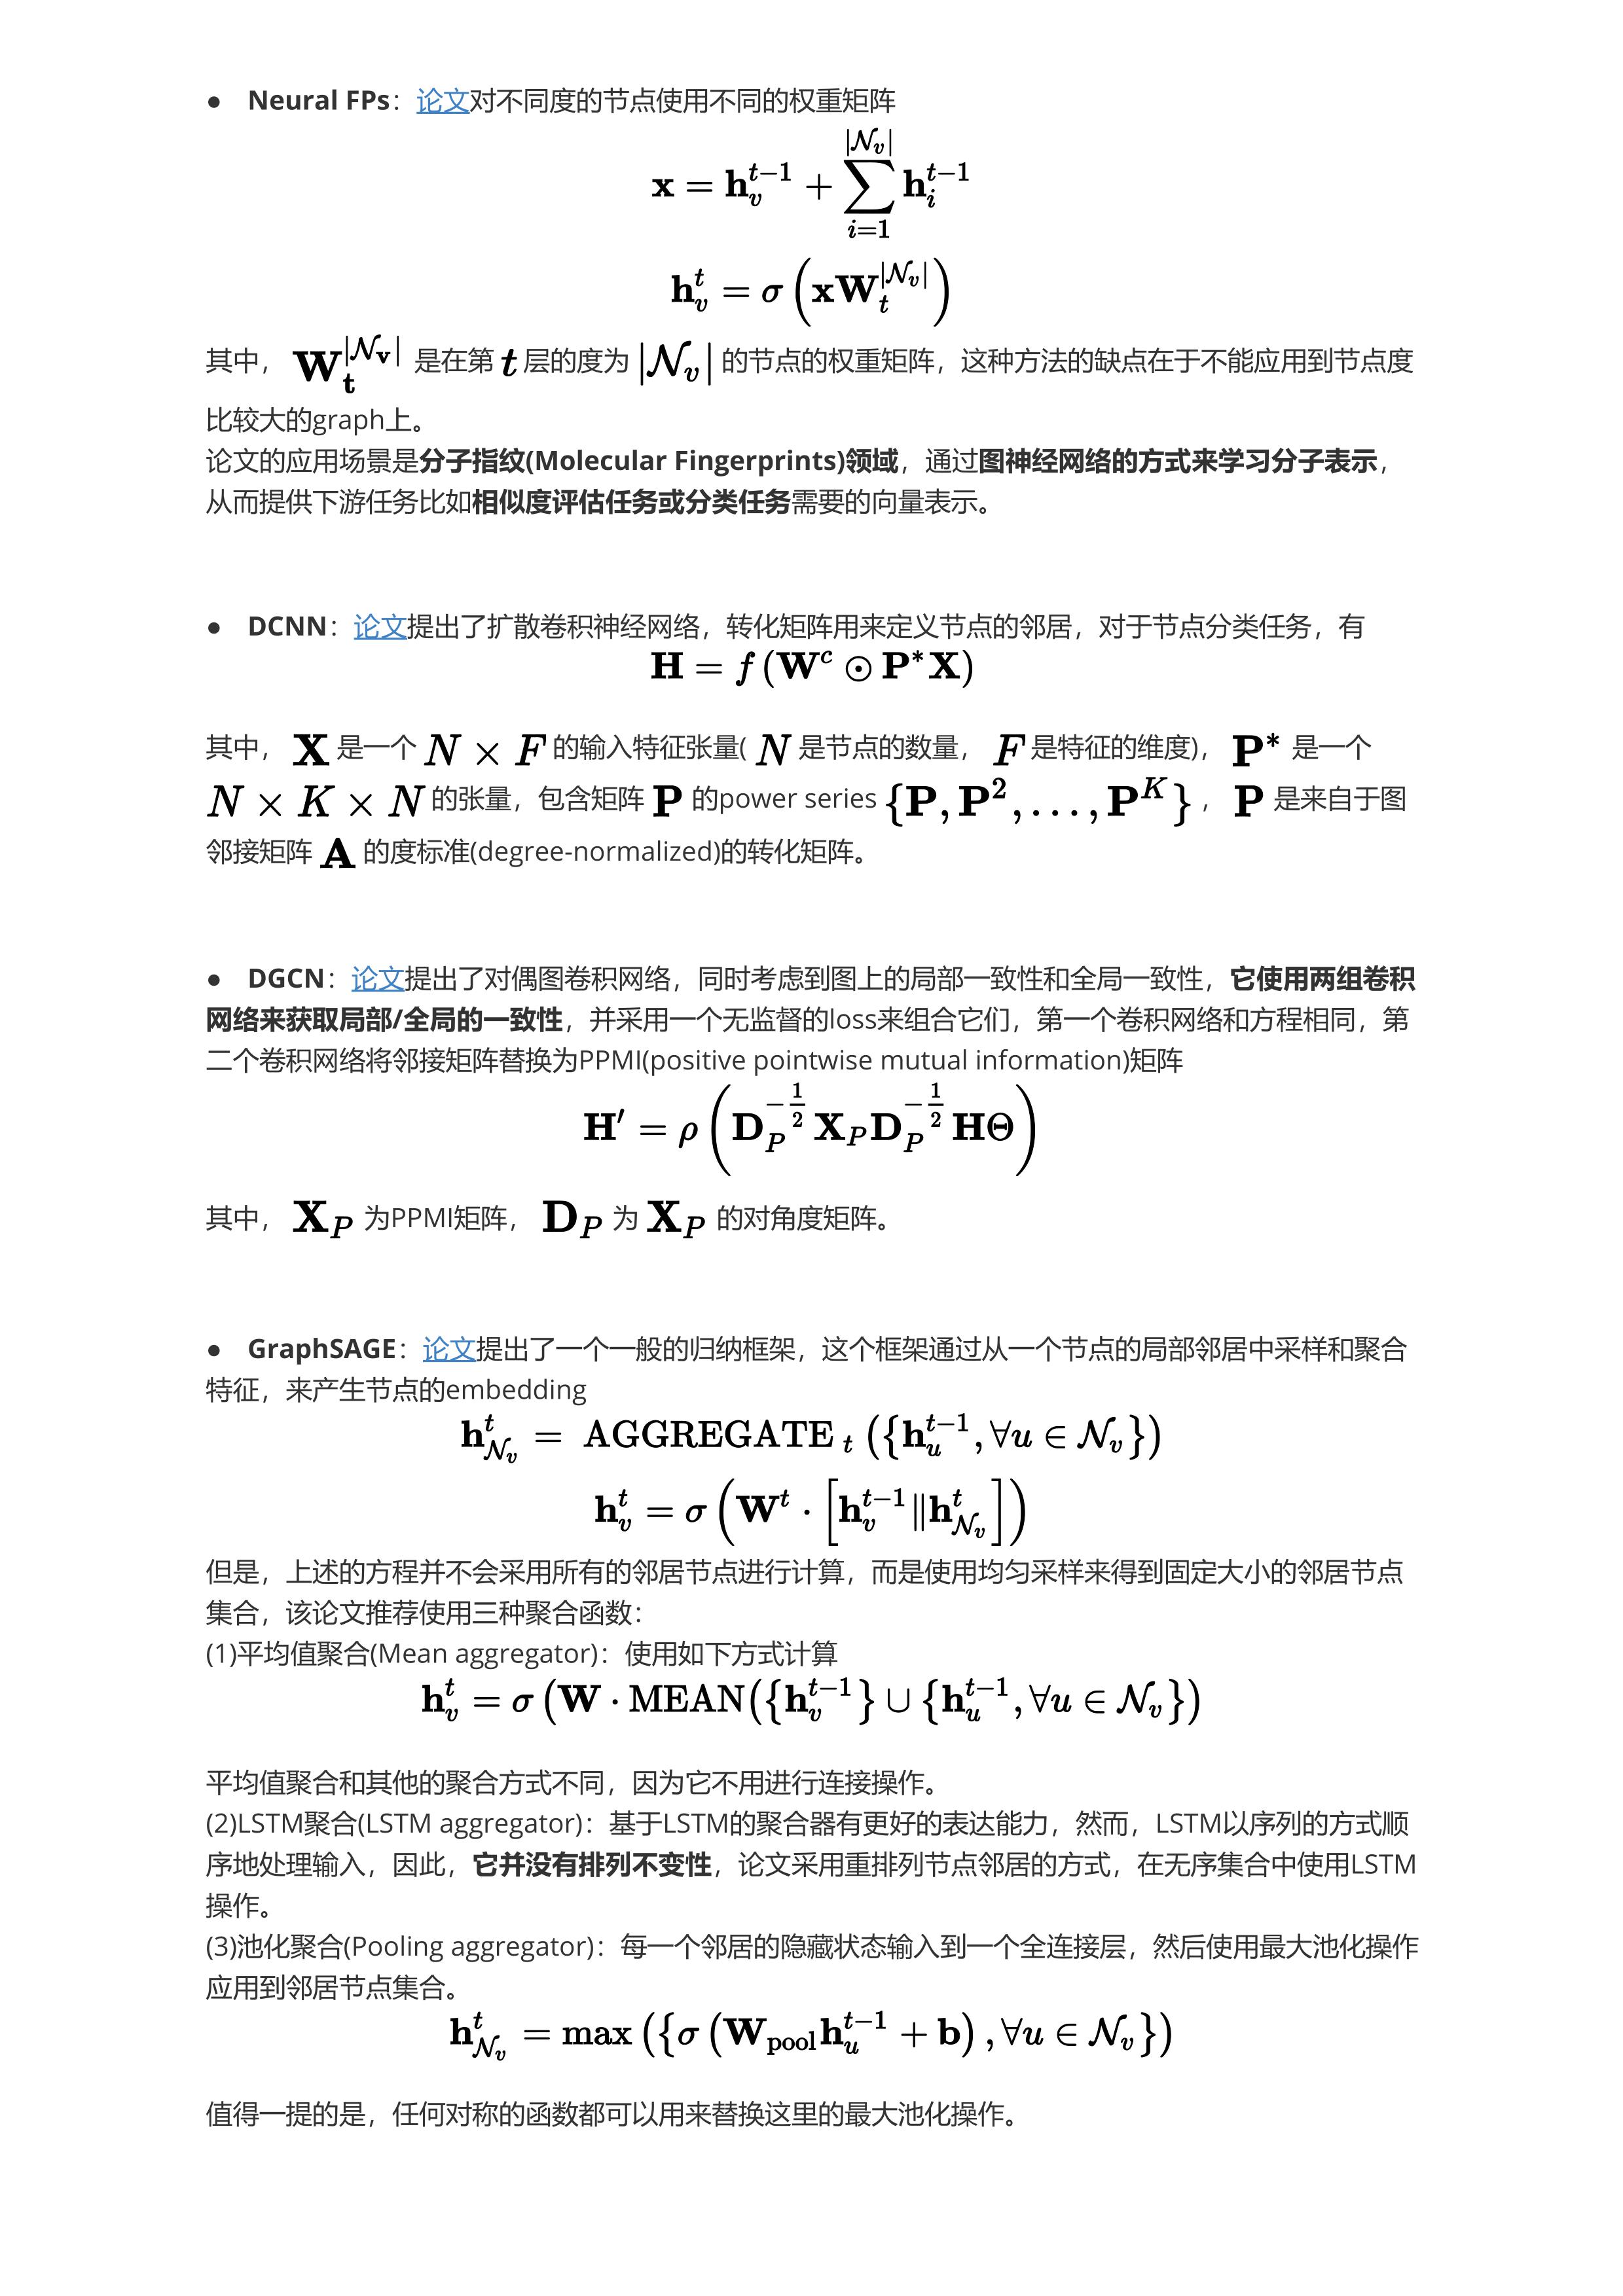 ● Neural FPs：论文对不同度的节点使用不同的权重矩阵
$\mathbf{x} = \mathbf{h}_v^{t-1} + \sum_{i=1}^{|\mathcal{N}_v|} \mathbf{h}_i^{t-1}$
$\mathbf{h}_v^t = \sigma\left(\mathbf{x}\mathbf{W}_t^{|\mathcal{N}_v|}\right)$
其中， $\mathbf{W}_\mathbf{t}^{|\mathcal{N}_\mathbf{v}|}$ 是在第 $t$ 层的度为 $|\mathcal{N}_v|$ 的节点的权重矩阵，这种方法的缺点在于不能应用到节点度
比较大的graph上。
论文的应用场景是分子指纹(Molecular Fingerprints)领域，通过图神经网络的方式来学习分子表示，
从而提供下游任务比如相似度评估任务或分类任务需要的向量表示。
● DCNN：论文提出了扩散卷积神经网络，转化矩阵用来定义节点的邻居，对于节点分类任务，有
$\mathbf{H} = f(\mathbf{W}^c \odot \mathbf{P}^* \mathbf{X})$
其中， $\mathbf{X}$ 是一个 $N \times F$ 的输入特征张量( $N$ 是节点的数量， $F$ 是特征的维度)， $\mathbf{P}^*$ 是一个
$N \times K \times N$ 的张量，包含矩阵 $\mathbf{P}$ 的power series $\{\mathbf{P}, \mathbf{P}^2, \ldots, \mathbf{P}^K\}$ ， $\mathbf{P}$ 是来自于图
邻接矩阵 $\mathbf{A}$ 的度标准(degree-normalized)的转化矩阵。
● DGCN：论文提出了对偶图卷积网络，同时考虑到图上的局部一致性和全局一致性，它使用两组卷积
网络来获取局部/全局的一致性，并采用一个无监督的loss来组合它们，第一个卷积网络和方程相同，第
二个卷积网络将邻接矩阵替换为PPMI(positive pointwise mutual information)矩阵
$\mathbf{H}' = \rho\left(\mathbf{D}_P^{-\frac{1}{2}} \mathbf{X}_P \mathbf{D}_P^{-\frac{1}{2}} \mathbf{H}\Theta\right)$
其中， $\mathbf{X}_P$ 为PPMI矩阵， $\mathbf{D}_P$ 为 $\mathbf{X}_P$ 的对角度矩阵。
● GraphSAGE：论文提出了一个一般的归纳框架，这个框架通过从一个节点的局部邻居中采样和聚合
特征，来产生节点的embedding
$\mathbf{h}_{\mathcal{N}_v}^t = \text{AGGREGATE}_t\left(\{\mathbf{h}_u^{t-1}, \forall u \in \mathcal{N}_v\}\right)$
$\mathbf{h}_v^t = \sigma\left(\mathbf{W}^t \cdot \left[\mathbf{h}_v^{t-1} \| \mathbf{h}_{\mathcal{N}_v}^t\right]\right)$
但是，上述的方程并不会采用所有的邻居节点进行计算，而是使用均匀采样来得到固定大小的邻居节点
集合，该论文推荐使用三种聚合函数：
(1)平均值聚合(Mean aggregator)：使用如下方式计算
$\mathbf{h}_v^t = \sigma\left(\mathbf{W} \cdot \text{MEAN}(\{\mathbf{h}_v^{t-1}\} \cup \{\mathbf{h}_u^{t-1}, \forall u \in \mathcal{N}_v\}\right)$
平均值聚合和其他的聚合方式不同，因为它不用进行连接操作。
(2)LSTM聚合(LSTM aggregator)：基于LSTM的聚合器有更好的表达能力，然而，LSTM以序列的方式顺
序地处理输入，因此，它并没有排列不变性，论文采用重排列节点邻居的方式，在无序集合中使用LSTM
操作。
(3)池化聚合(Pooling aggregator)：每一个邻居的隐藏状态输入到一个全连接层，然后使用最大池化操作
应用到邻居节点集合。
$\mathbf{h}_{\mathcal{N}_v}^t = \max\left(\{\sigma\left(\mathbf{W}_{\text{pool}} \mathbf{h}_u^{t-1} + \mathbf{b}\right), \forall u \in \mathcal{N}_v\}\right)$
值得一提的是，任何对称的函数都可以用来替换这里的最大池化操作。